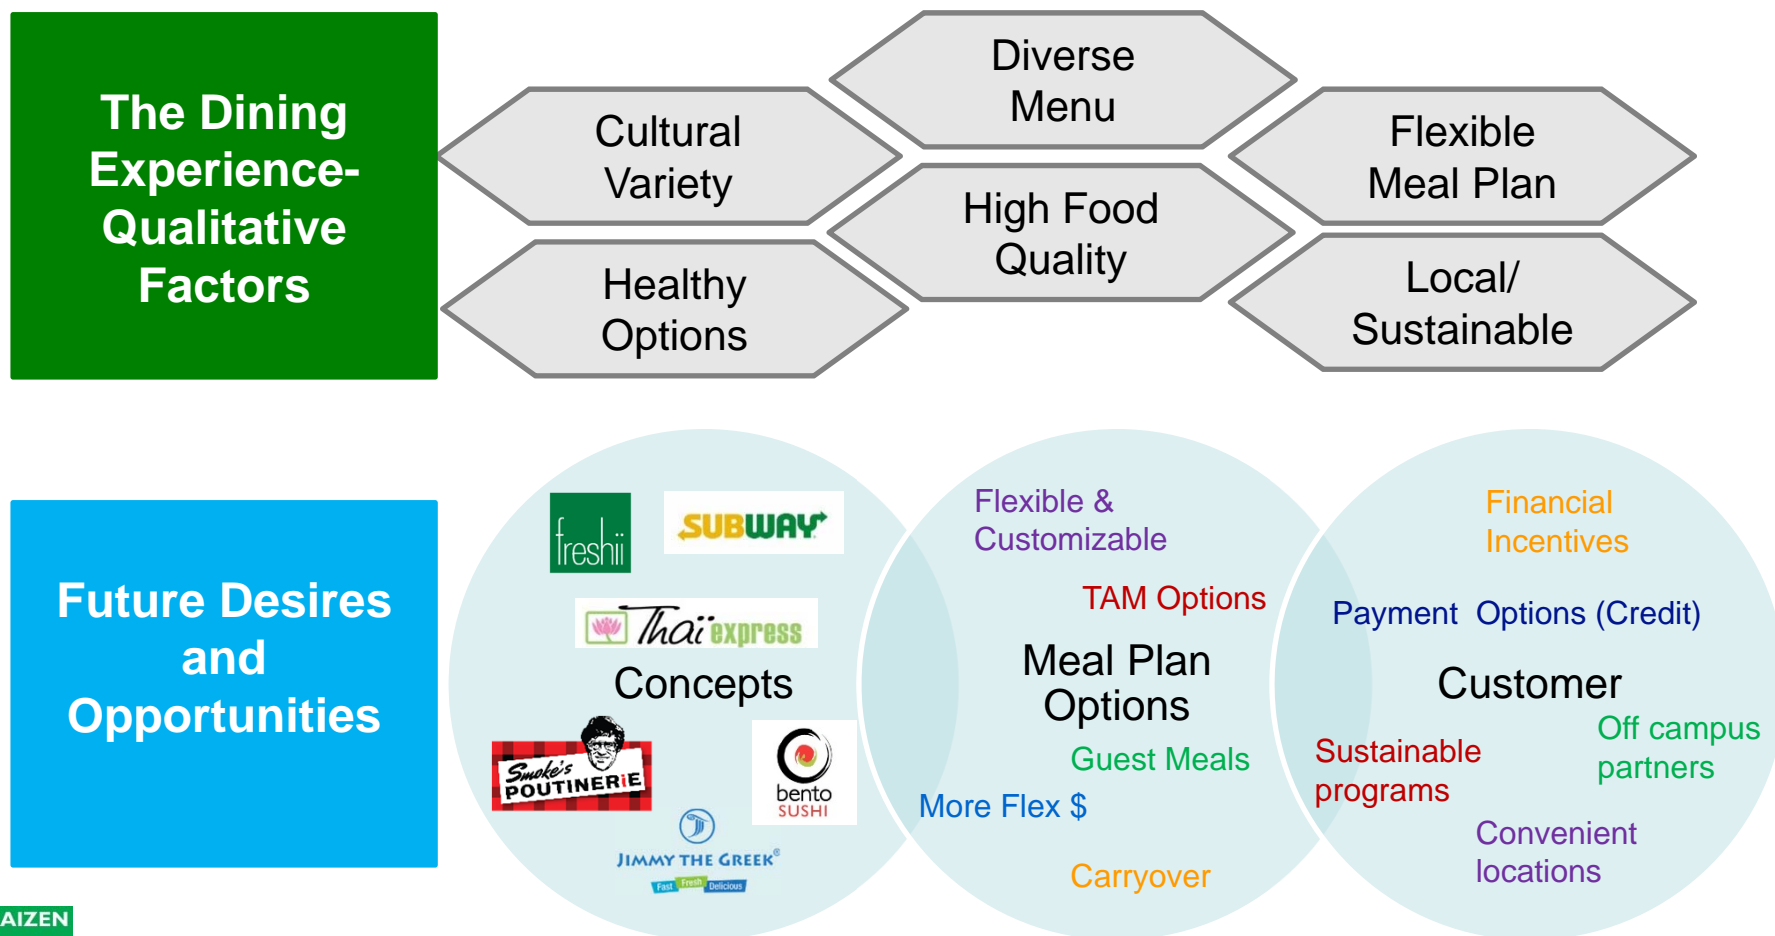 The Dining
Experience-
Qualitative
Factors
Cultural
Variety
Diverse
Menu
Flexible
Meal Plan
Healthy
Options
High Food
Quality
Local/
Sustainable
Future Desires
and
Opportunities
freshii
SUBWAY
Thaï express
Concepts
Smoke's
POUTINERiE
bento
SUSHI
JIMMY THE GREEK®
Fast Fresh Delicious
Flexible &
Customizable
TAM Options
Meal Plan
Options
Guest Meals
More Flex $
Carryover
Financial
Incentives
Payment  Options (Credit)
Customer
Off campus
partners
Sustainable
programs
Convenient
locations
AIZEN